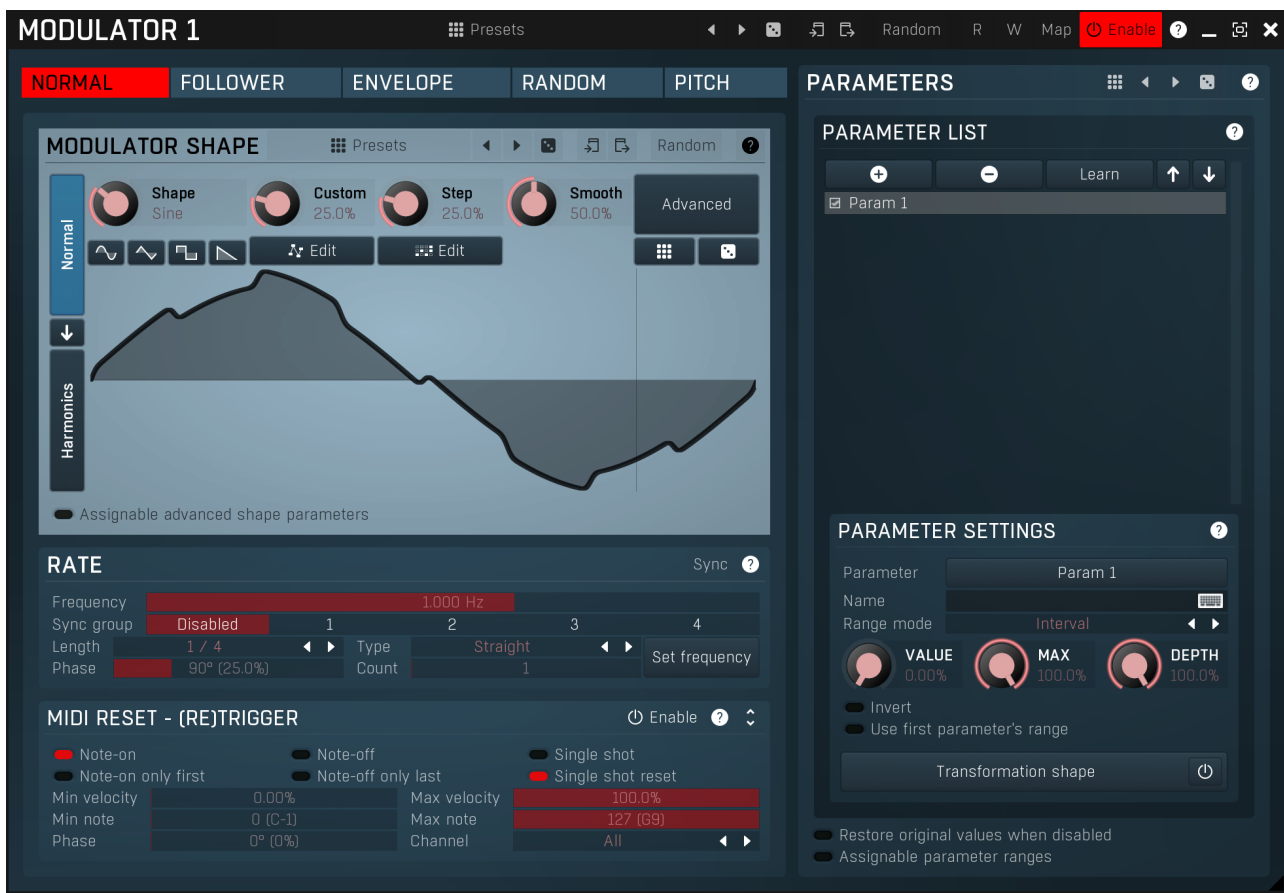 MODULATOR 1 Presets Random R W Map Enable ?
NORMAL FOLLOWER ENVELOPE RANDOM PITCH
MODULATOR SHAPE Presets Random ?
Normal
Harmonics
Shape Custom Step Smooth
Sine 25.0% 25.0% 50.0%
Advanced
Edit Edit
Assignable advanced shape parameters
RATE Sync ?
Frequency 1.000 Hz
Sync group Disabled 1 2 3 4
Length 1 / 4 Type Straight
Set frequency
Phase 90° (25.0%) Count 1
MIDI RESET - (RE)TRIGGER Enable ?
Note-on Note-off Single shot
Note-on only first Note-off only last Single shot reset
Min velocity 0.00% Max velocity 100.0%
Min note 0 (C-1) Max note 127 (G9)
Phase 0° (0%) Channel All
PARAMETERS ?
PARAMETER LIST ?
Learn
Param 1
PARAMETER SETTINGS ?
Parameter Param 1
Name
Range mode Interval
VALUE MAX DEPTH
0.00% 100.0% 100.0%
Invert
Use first parameter's range
Transformation shape
Restore original values when disabled
Assignable parameter ranges